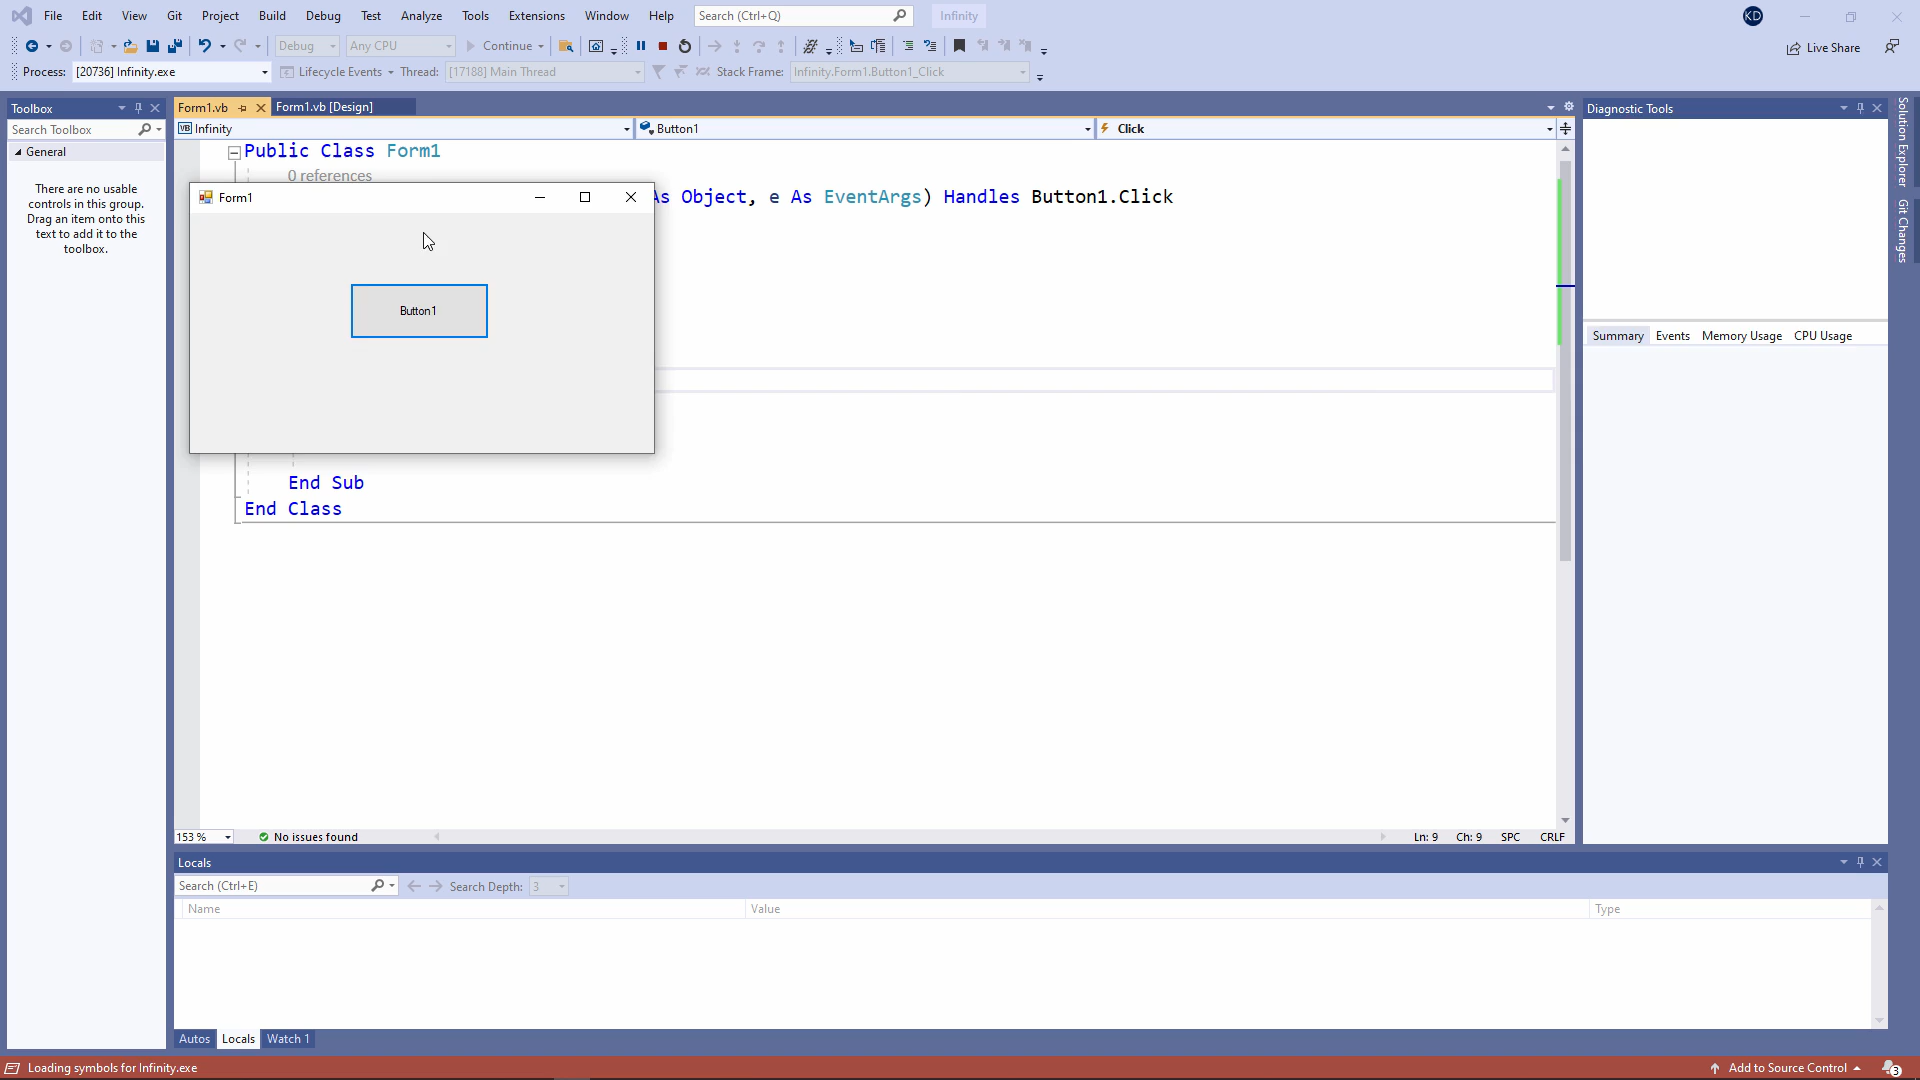 File Edit View Git Project Build Debug Test Analyze Tools Extensions Window Help Search (Ctrl+Q) Infinity KD
Debug Any CPU Continue Live Share
Process: [20736] Infinity.exe Lifecycle Events Thread: [17188] Main Thread Stack Frame: Infinity.Form1.Button1_Click
Toolbox
Search Toolbox
General
There are no usable
controls in this group.
Drag an item onto this
text to add it to the
toolbox.
Form1.vb Form1.vb [Design]
VB Infinity Button1 Click
Public Class Form1
0 references
As Object, e As EventArgs) Handles Button1.Click
End Sub
End Class
Form1
Button1
153 % No issues found Ln: 9 Ch: 9 SPC CRLF
Diagnostic Tools
Summary Events Memory Usage CPU Usage
Solution Explorer
Git Changes
Locals
Search (Ctrl+E) Search Depth: 3
Name Value Type
Autos Locals Watch 1
Loading symbols for Infinity.exe Add to Source Control 3